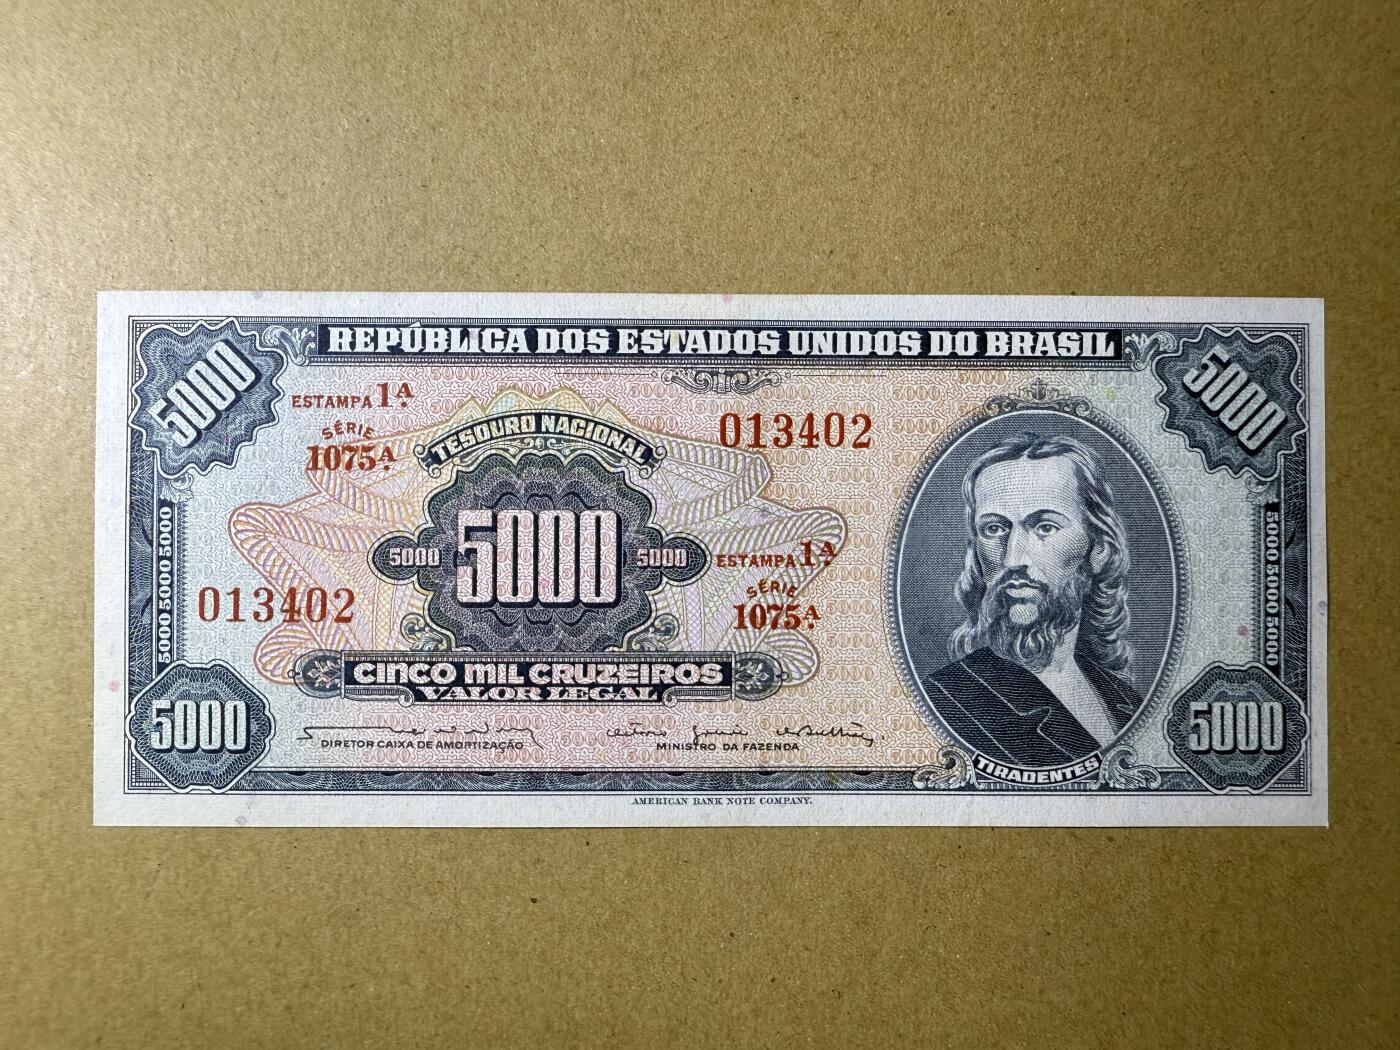 REPÚBLICA DOS ESTADOS UNIDOS DO BRASIL
5000
5000
ESTAMPA 1ª.
SÉRIE
1075ª.
TESOURO NACIONAL
013402
5000 5000 5000
5000 5000 5000
5000 5000 5000
ESTAMPA 1ª.
SÉRIE
1075ª.
013402
CINCO MIL CRUZEIROS
VALOR LEGAL
5000
5000
DIRETOR CAIXA DE AMORTIZAÇÃO
MINISTRO DA FAZENDA
TIRADENTES
AMERICAN BANK NOTE COMPANY.